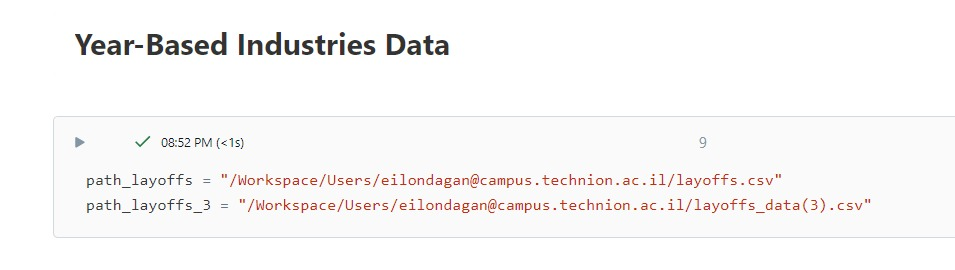 Year-Based Industries Data
08:52 PM (<1s)
9
path_layoffs = "/Workspace/Users/eilondagan@campus.technion.ac.il/layoffs.csv"
path_layoffs_3 = "/Workspace/Users/eilondagan@campus.technion.ac.il/layoffs_data(3).csv"